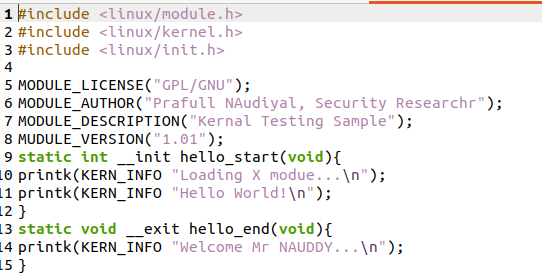 1 #include <linux/module.h>
2 #include <linux/kernel.h>
3 #include <linux/init.h>
4
5 MODULE_LICENSE("GPL/GNU");
6 MODULE_AUTHOR("Prafull NAudiyal, Security Researchr");
7 MODULE_DESCRIPTION("Kernal Testing Sample");
8 MUDULE_VERSION("1.01");
9 static int __init hello_start(void){
10 printk(KERN_INFO "Loading X modue...\n");
11 printk(KERN_INFO "Hello World!\n");
12 }
13 static void __exit hello_end(void){
14 printk(KERN_INFO "Welcome Mr NAUDDY...\n");
15 }